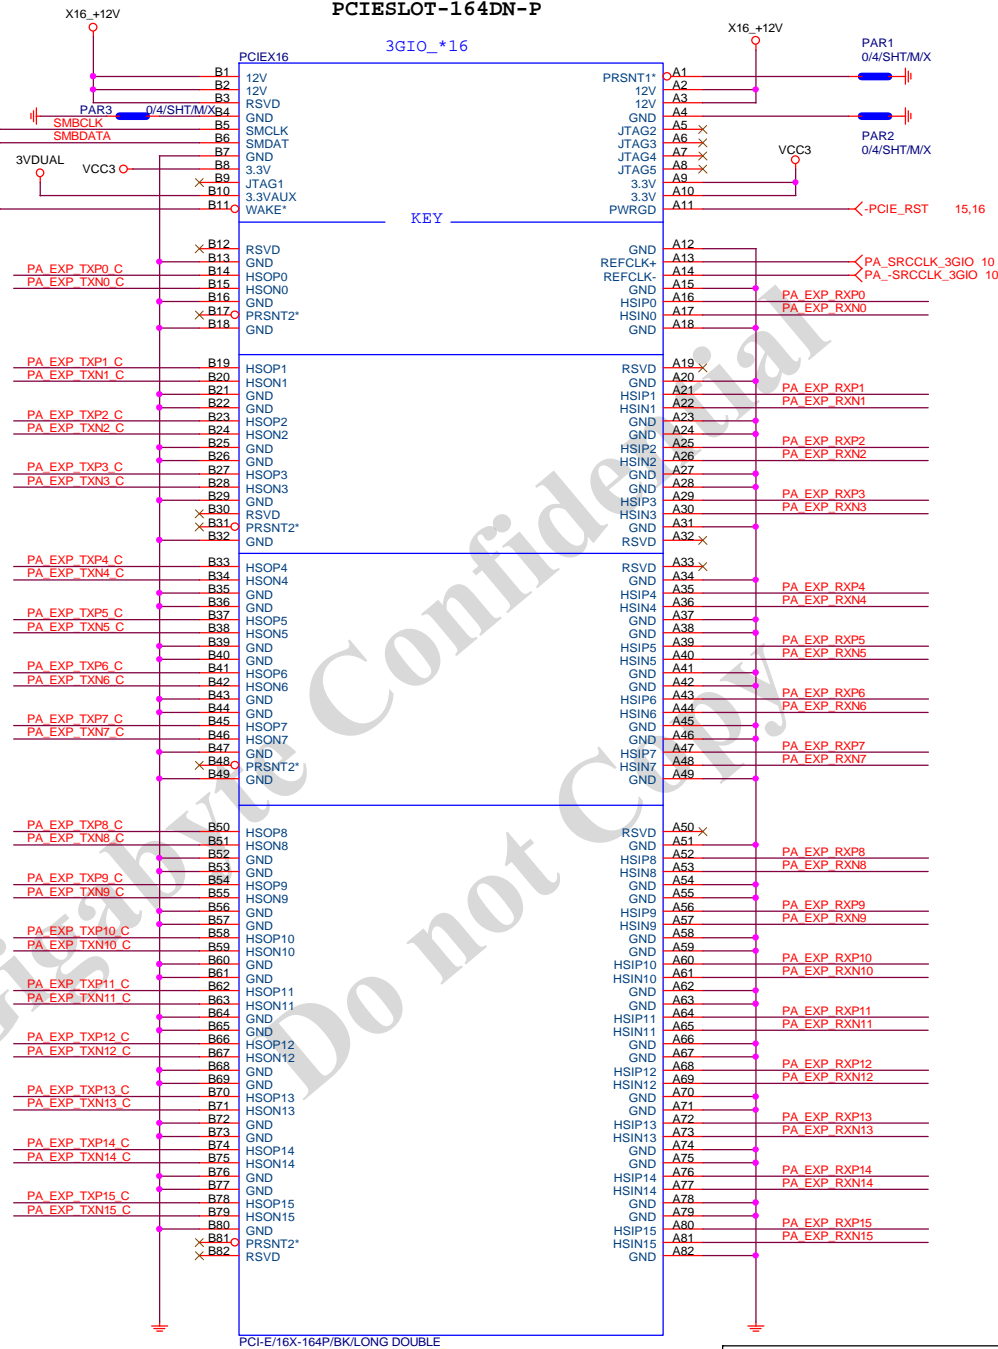 PCIESLOT-164DN-P
X16_+12V
X16_+12V
3GIO_*16
PCIEX16
PAR1
0/4/SHT/M/X
PAR3 0/4/SHT/M/X
PAR2
0/4/SHT/M/X
SMBCLK
SMBDATA
3VDUAL
VCC3
VCC3
KEY
-PCIE_RST 15,16
PA_SRCCLK_3GIO 10
PA_-SRCCLK_3GIO 10
B1 12V PRSNT1* A1
B2 12V 12V A2
B3 RSVD 12V A3
B4 GND GND A4
B5 SMCLK JTAG2 A5
B6 SMDAT JTAG3 A6
B7 GND JTAG4 A7
B8 3.3V JTAG5 A8
B9 JTAG1 3.3V A9
B10 3.3VAUX 3.3V A10
B11 WAKE* PWRGD A11
B12 RSVD GND A12
B13 GND REFCLK+ A13
PA_EXP_TXP0_C B14 HSOP0 REFCLK- A14
PA_EXP_TXN0_C B15 HSON0 GND A15
B16 GND HSIP0 A16 PA_EXP_RXP0
B17 PRSNT2* HSIN0 A17 PA_EXP_RXN0
B18 GND GND A18
PA_EXP_TXP1_C B19 HSOP1 RSVD A19
PA_EXP_TXN1_C B20 HSON1 GND A20
B21 GND HSIP1 A21 PA_EXP_RXP1
B22 GND HSIN1 A22 PA_EXP_RXN1
PA_EXP_TXP2_C B23 HSOP2 GND A23
PA_EXP_TXN2_C B24 HSON2 GND A24
B25 GND HSIP2 A25 PA_EXP_RXP2
B26 GND HSIN2 A26 PA_EXP_RXN2
PA_EXP_TXP3_C B27 HSOP3 GND A27
PA_EXP_TXN3_C B28 HSON3 GND A28
B29 GND HSIP3 A29 PA_EXP_RXP3
B30 RSVD HSIN3 A30 PA_EXP_RXN3
B31 PRSNT2* GND A31
B32 GND RSVD A32
PA_EXP_TXP4_C B33 HSOP4 RSVD A33
PA_EXP_TXN4_C B34 HSON4 GND A34
B35 GND HSIP4 A35 PA_EXP_RXP4
B36 GND HSIN4 A36 PA_EXP_RXN4
PA_EXP_TXP5_C B37 HSOP5 GND A37
PA_EXP_TXN5_C B38 HSON5 GND A38
B39 GND HSIP5 A39 PA_EXP_RXP5
B40 GND HSIN5 A40 PA_EXP_RXN5
PA_EXP_TXP6_C B41 HSOP6 GND A41
PA_EXP_TXN6_C B42 HSON6 GND A42
B43 GND HSIP6 A43 PA_EXP_RXP6
B44 GND HSIN6 A44 PA_EXP_RXN6
PA_EXP_TXP7_C B45 HSOP7 GND A45
PA_EXP_TXN7_C B46 HSON7 GND A46
B47 GND HSIP7 A47 PA_EXP_RXP7
B48 PRSNT2* HSIN7 A48 PA_EXP_RXN7
B49 GND GND A49
PA_EXP_TXP8_C B50 HSOP8 RSVD A50
PA_EXP_TXN8_C B51 HSON8 GND A51
B52 GND HSIP8 A52 PA_EXP_RXP8
B53 GND HSIN8 A53 PA_EXP_RXN8
PA_EXP_TXP9_C B54 HSOP9 GND A54
PA_EXP_TXN9_C B55 HSON9 GND A55
B56 GND HSIP9 A56 PA_EXP_RXP9
B57 GND HSIN9 A57 PA_EXP_RXN9
PA_EXP_TXP10_C B58 HSOP10 GND A58
PA_EXP_TXN10_C B59 HSON10 GND A59
B60 GND HSIP10 A60 PA_EXP_RXP10
B61 GND HSIN10 A61 PA_EXP_RXN10
PA_EXP_TXP11_C B62 HSOP11 GND A62
PA_EXP_TXN11_C B63 HSON11 GND A63
B64 GND HSIP11 A64 PA_EXP_RXP11
B65 GND HSIN11 A65 PA_EXP_RXN11
PA_EXP_TXP12_C B66 HSOP12 GND A66
PA_EXP_TXN12_C B67 HSON12 GND A67
B68 GND HSIP12 A68 PA_EXP_RXP12
B69 GND HSIN12 A69 PA_EXP_RXN12
PA_EXP_TXP13_C B70 HSOP13 GND A70
PA_EXP_TXN13_C B71 HSON13 GND A71
B72 GND HSIP13 A72 PA_EXP_RXP13
B73 GND HSIN13 A73 PA_EXP_RXN13
PA_EXP_TXP14_C B74 HSOP14 GND A74
PA_EXP_TXN14_C B75 HSON14 GND A75
B76 GND HSIP14 A76 PA_EXP_RXP14
B77 GND HSIN14 A77 PA_EXP_RXN14
PA_EXP_TXP15_C B78 HSOP15 GND A78
PA_EXP_TXN15_C B79 HSON15 GND A79
B80 GND HSIP15 A80 PA_EXP_RXP15
B81 PRSNT2* HSIN15 A81 PA_EXP_RXN15
B82 RSVD GND A82
PCI-E/16X-164P/BK/LONG DOUBLE
Gigabyte Confidential
Do not Copy